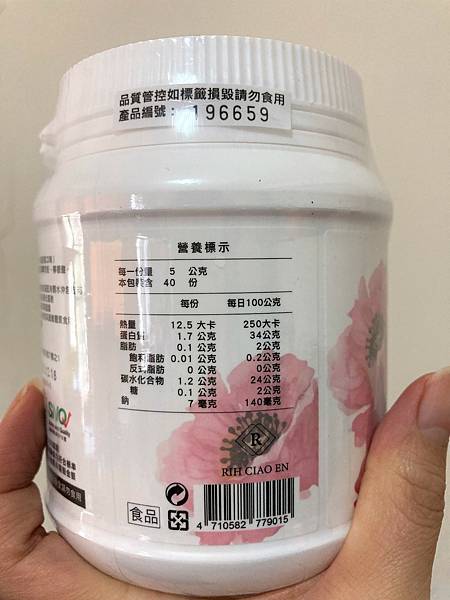 品質管控如標籤損毀請勿食用
產品編號：196659
營養標示
每一份量 5 公克
本包裝含 40 份
每份 每日100公克
熱量 12.5 大卡 250大卡
蛋白質 1.7 公克 34公克
脂肪 0.1 公克 2公克
飽和脂肪 0.01 公克 0.2公克
反式脂肪 0 公克 0公克
碳水化合物 1.2 公克 24公克
糖 0.1 公克 2公克
鈉 7 毫克 140毫克
R
RIH CIAO EN
食品
4 710582 779015